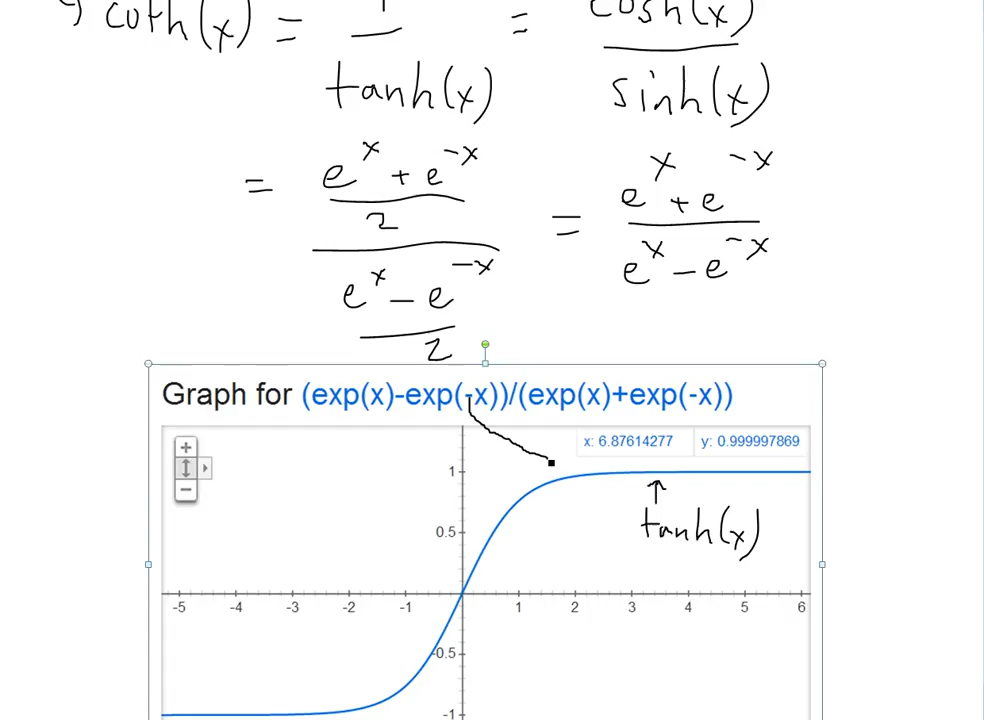 coth(x) = 1 / tanh(x) = cosh(x) / sinh(x)
= ((e^x + e^-x) / 2) / ((e^x - e^-x) / 2) = (e^x + e^-x) / (e^x - e^-x)
Graph for (exp(x)-exp(-x))/(exp(x)+exp(-x))
x: 6.87614277 y: 0.999997869
1
tanh(x)
0.5
-5 -4 -3 -2 -1 1 2 3 4 5 6
-0.5
-1